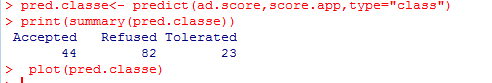 > pred.classe<- predict(ad.score,score.app,type="class")
> print(summary(pred.classe))
Accepted Refused Tolerated
44 82 23
> plot(pred.classe)